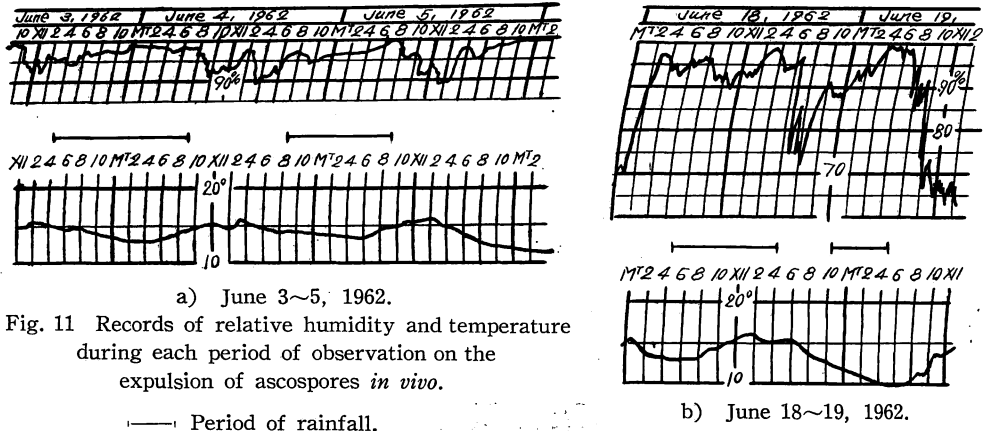 June 3, 1962 June 4, 1962 June 5, 1962
10 XII 2 4 6 8 10 MT 2 4 6 8 10 XII 2 4 6 8 10 MT 2 4 6 8 10 XII 2 4 6 8 10 MT 2
90%
XII 2 4 6 8 10 MT 2 4 6 8 10 XII 2 4 6 8 10 MT 2 4 6 8 10 XII 2 4 6 8 10 MT 2
20°
10
a) June 3~5, 1962.
Fig. 11 Records of relative humidity and temperature
during each period of observation on the
expulsion of ascospores in vivo.
Period of rainfall.
June 18, 1962 June 19,
MT 2 4 6 8 10 XII 2 4 6 8 10 MT 2 4 6 8 10 XII 2
90%
80
70
MT 2 4 6 8 10 XII 2 4 6 8 10 MT 2 4 6 8 10 XII
20°
10
b) June 18~19, 1962.